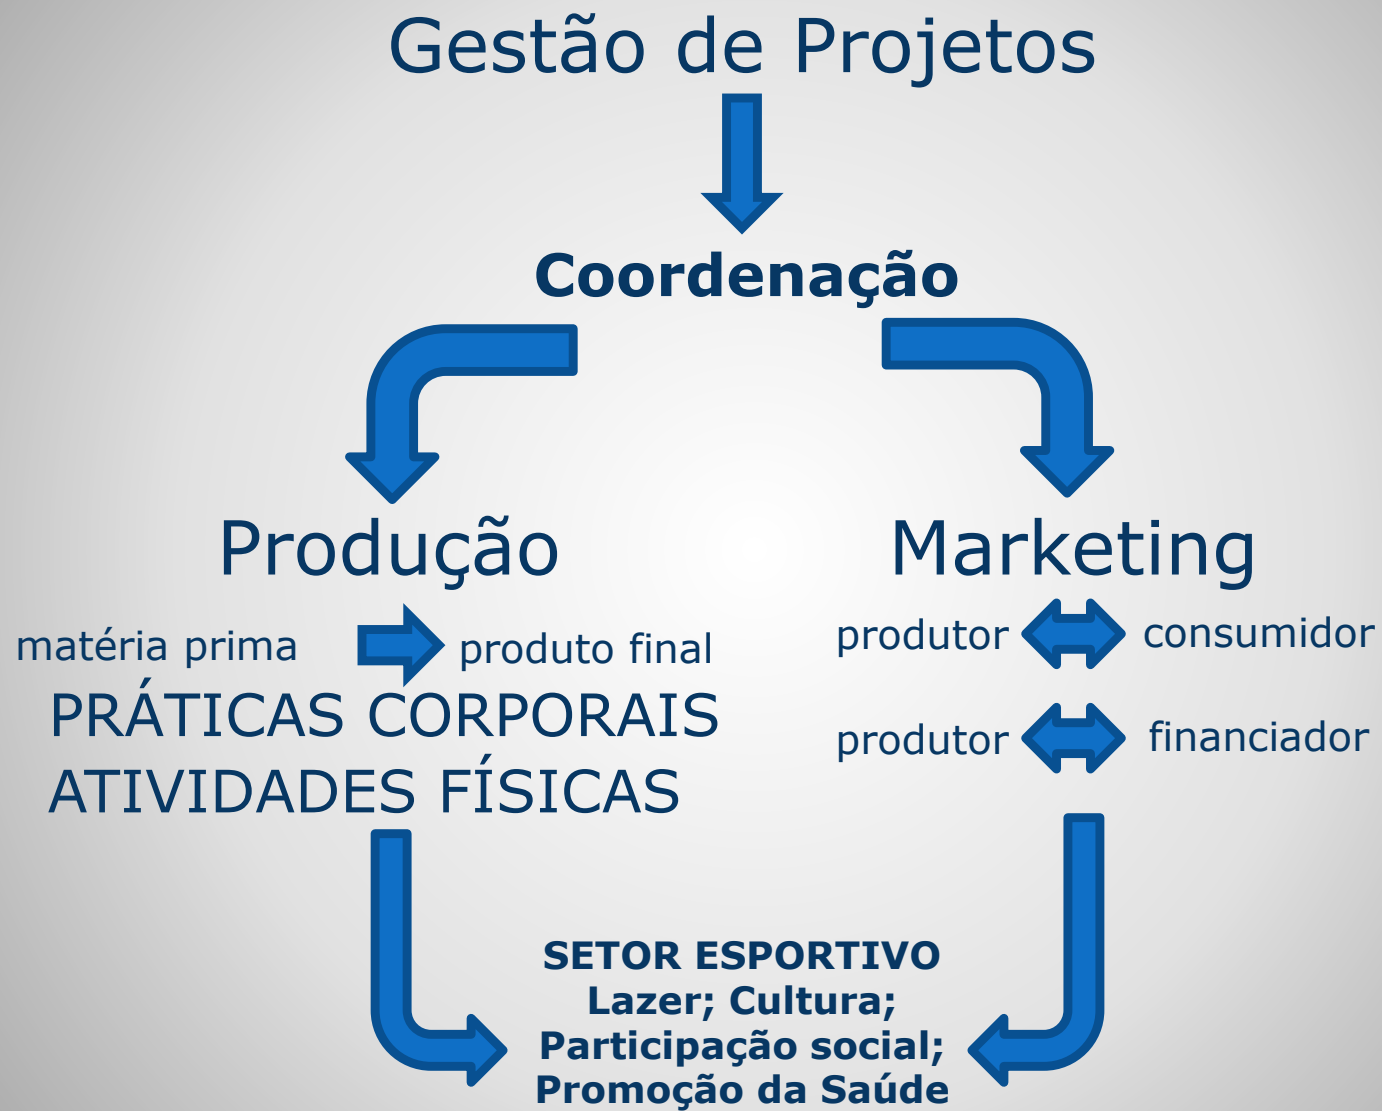 Gestão de Projetos
Coordenação
Produção
matéria prima produto final
PRÁTICAS CORPORAIS
ATIVIDADES FÍSICAS
Marketing
produtor consumidor
produtor financiador
SETOR ESPORTIVO
Lazer; Cultura;
Participação social;
Promoção da Saúde